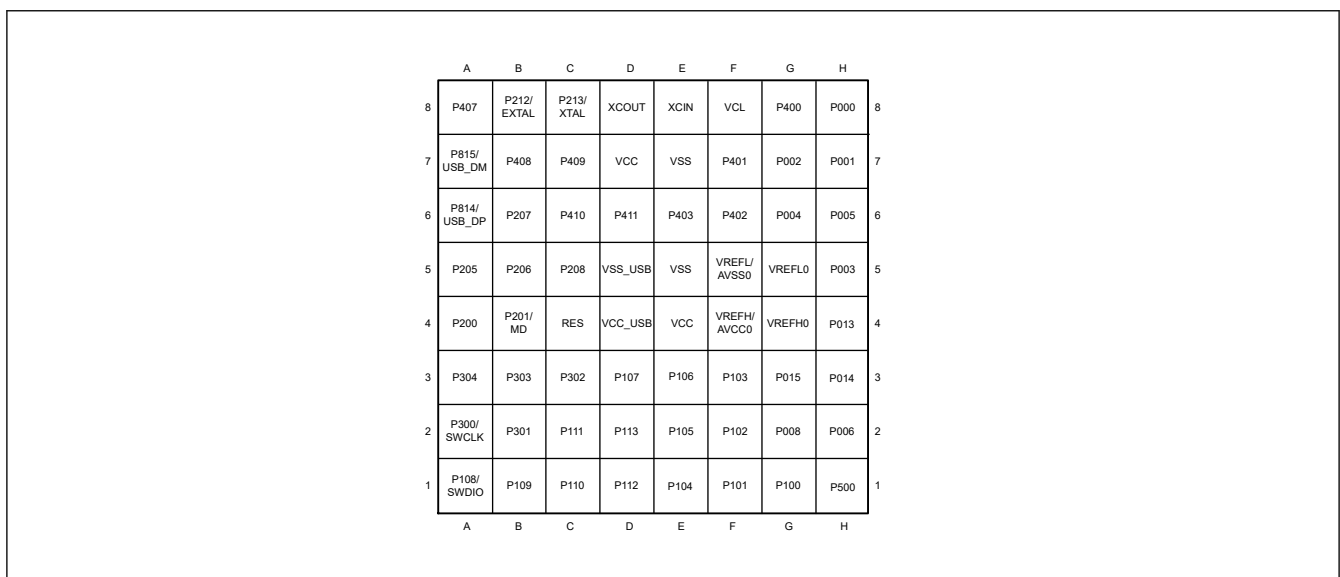 A B C D E F G H
8 P407 P212/ EXTAL P213/ XTAL XCOUT XCIN VCL P400 P000 8
7 P815/ USB_DM P408 P409 VCC VSS P401 P002 P001 7
6 P814/ USB_DP P207 P410 P411 P403 P402 P004 P005 6
5 P205 P206 P208 VSS_USB VSS VREFL/ AVSS0 VREFL0 P003 5
4 P200 P201/ MD RES VCC_USB VCC VREFH/ AVCC0 VREFH0 P013 4
3 P304 P303 P302 P107 P106 P103 P015 P014 3
2 P300/ SWCLK P301 P111 P113 P105 P102 P008 P006 2
1 P108/ SWDIO P109 P110 P112 P104 P101 P100 P500 1
A B C D E F G H